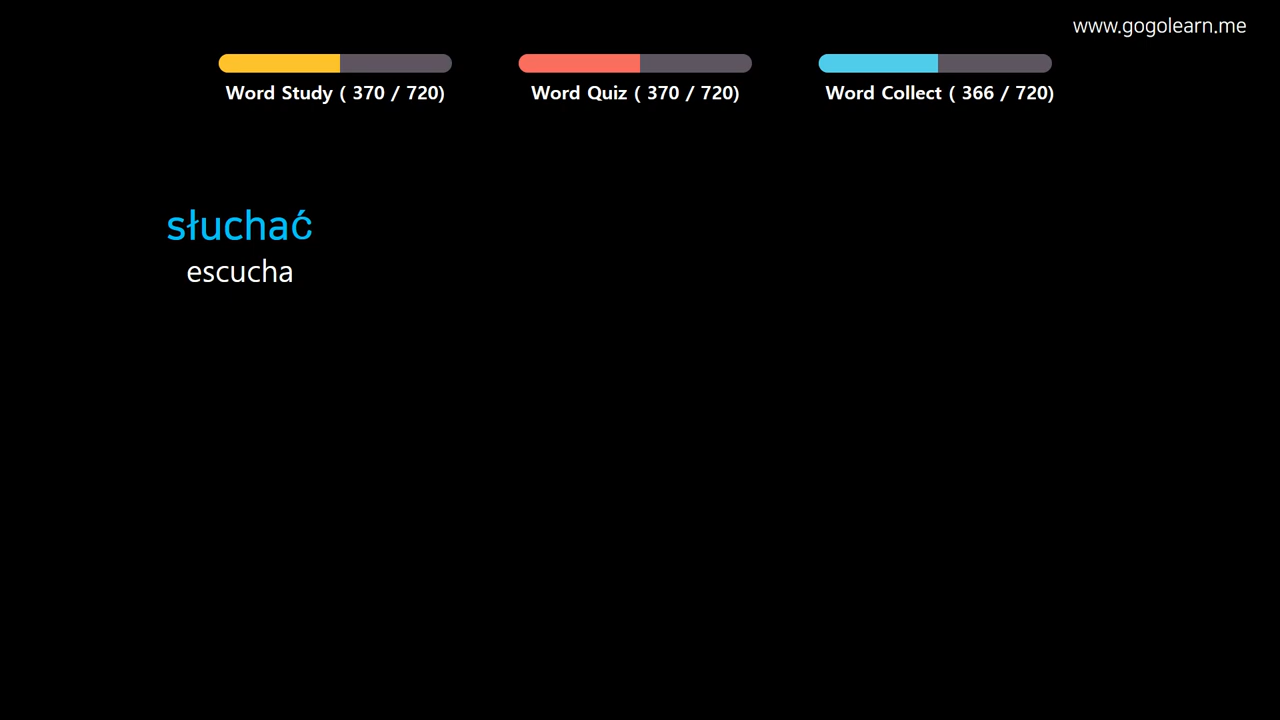 www.gogolearn.me
Word Study ( 370 / 720)
Word Quiz ( 370 / 720)
Word Collect ( 366 / 720)
słuchać
escucha